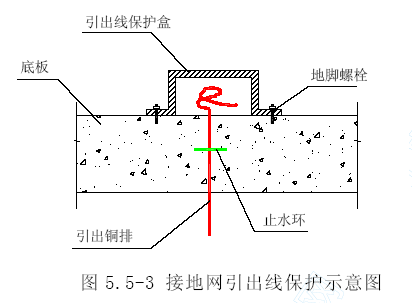 引出线保护盒
底板
地脚螺栓
止水环
引出铜排
图 5.5-3 接地网引出线保护示意图